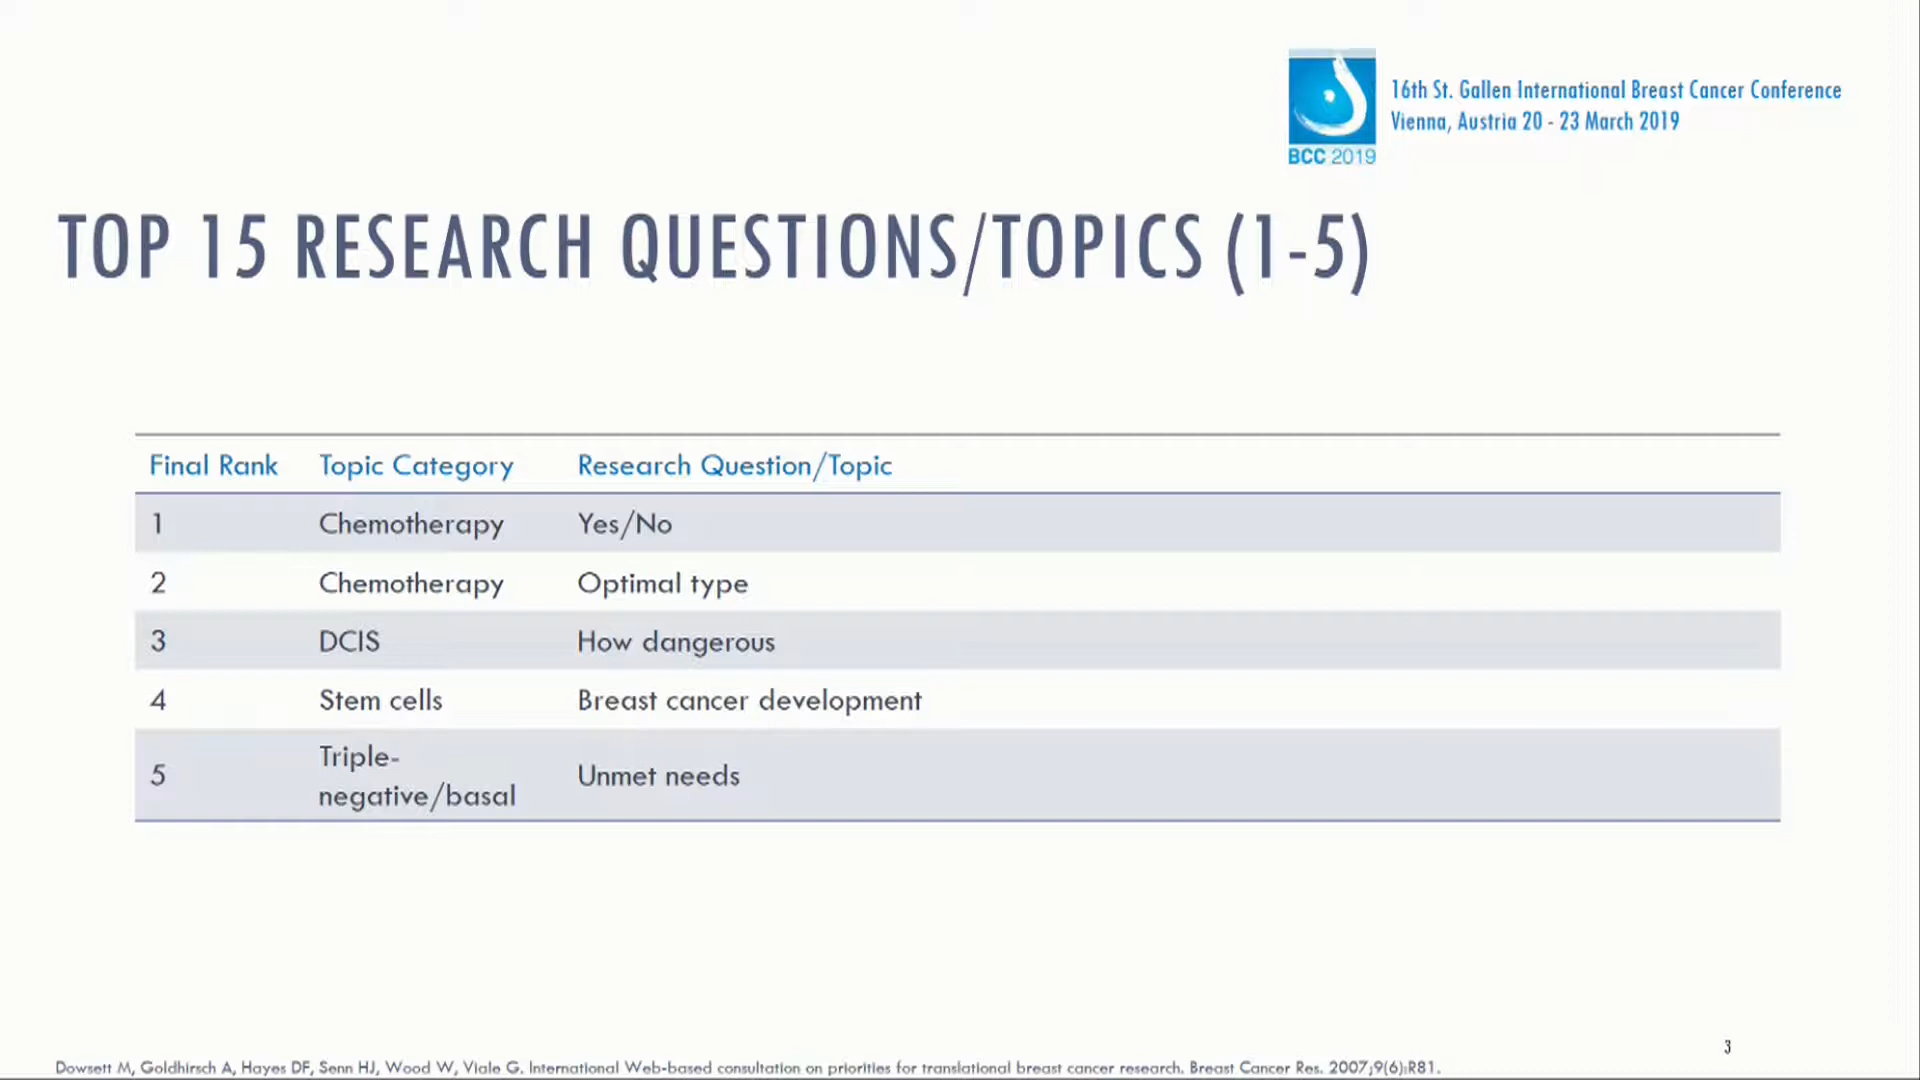 16th St. Gallen International Breast Cancer Conference
Vienna, Austria 20 - 23 March 2019
BCC 2019
TOP 15 RESEARCH QUESTIONS/TOPICS (1-5)
Final Rank Topic Category Research Question/Topic
1 Chemotherapy Yes/No
2 Chemotherapy Optimal type
3 DCIS How dangerous
4 Stem cells Breast cancer development
5 Triple-negative/basal Unmet needs
3
Dowsett M, Goldhirsch A, Hayes DF, Senn HJ, Wood W, Viale G. International Web-based consultation on priorities for translational breast cancer research. Breast Cancer Res. 2007;9(6):R81.